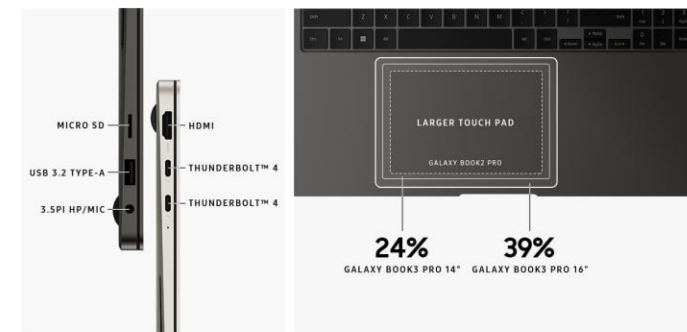 MICRO SD
HDMI
USB 3.2 TYPE-A
THUNDERBOLT™ 4
3.5PI HP/MIC
THUNDERBOLT™ 4
LARGER TOUCH PAD
GALAXY BOOK2 PRO
24%
GALAXY BOOK3 PRO 14"
39%
GALAXY BOOK3 PRO 16"